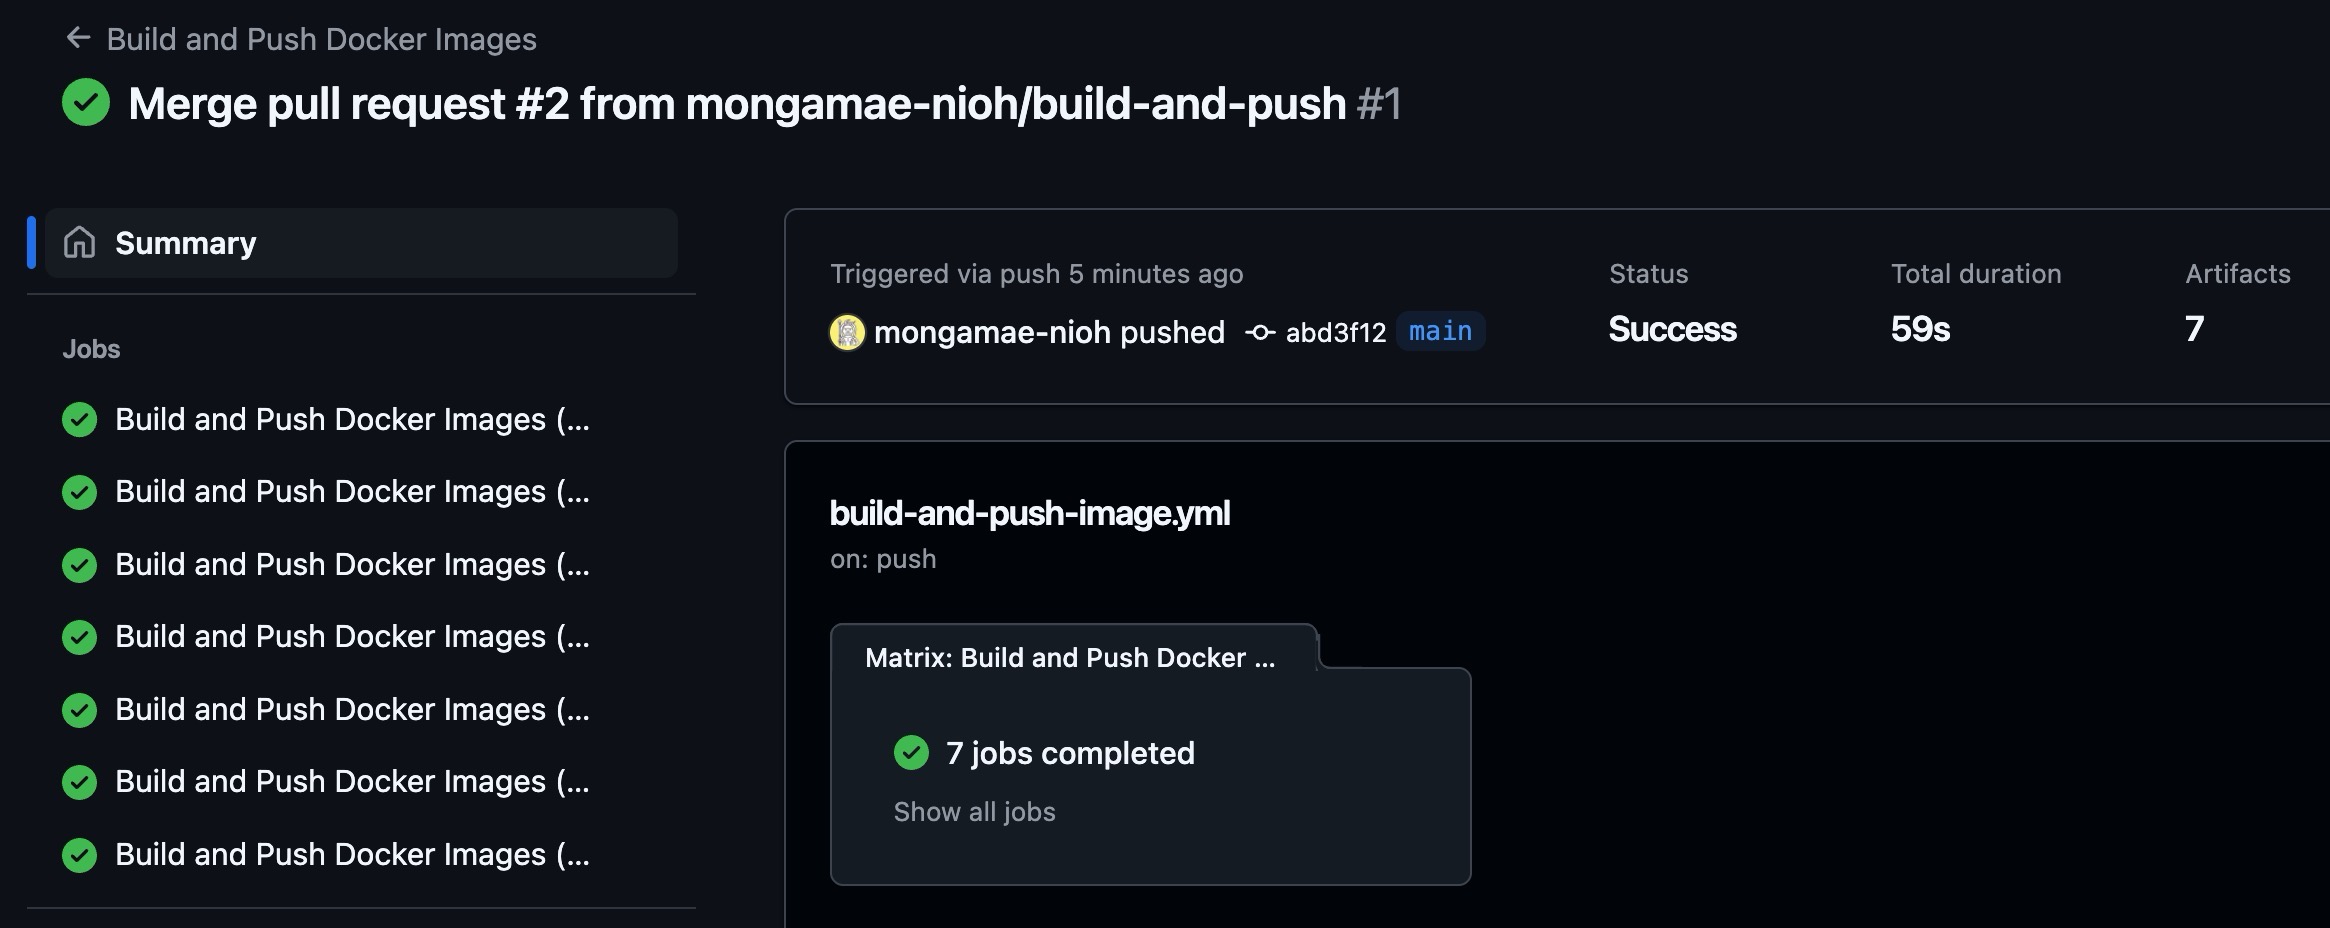 Build and Push Docker Images
Merge pull request #2 from mongamae-nioh/build-and-push #1
Summary
Jobs
Build and Push Docker Images (...
Build and Push Docker Images (...
Build and Push Docker Images (...
Build and Push Docker Images (...
Build and Push Docker Images (...
Build and Push Docker Images (...
Build and Push Docker Images (...
Triggered via push 5 minutes ago
mongamae-nioh pushed abd3f12 main
Status
Success
Total duration
59s
Artifacts
7
build-and-push-image.yml
on: push
Matrix: Build and Push Docker ...
7 jobs completed
Show all jobs